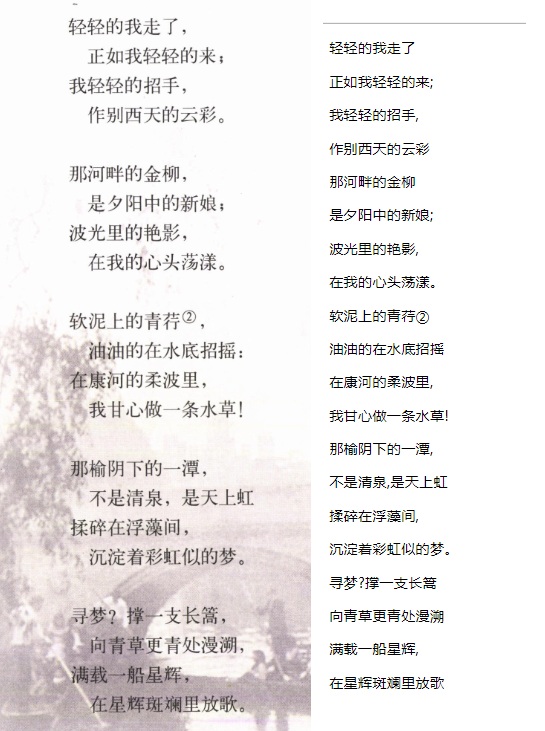 轻轻的我走了，
正如我轻轻的来；
我轻轻的招手，
作别西天的云彩。
那河畔的金柳，
是夕阳中的新娘；
波光里的艳影，
在我的心头荡漾。
软泥上的青荇②，
油油的在水底招摇：
在康河的柔波里，
我甘心做一条水草！
那榆阴下的一潭，
不是清泉，是天上虹
揉碎在浮藻间，
沉淀着彩虹似的梦。
寻梦？撑一支长篙，
向青草更青处漫溯，
满载一船星辉，
在星辉斑斓里放歌。
轻轻的我走了
正如我轻轻的来;
我轻轻的招手,
作别西天的云彩
那河畔的金柳
是夕阳中的新娘;
波光里的艳影,
在我的心头荡漾。
软泥上的青荇②
油油的在水底招摇
在康河的柔波里,
我甘心做一条水草!
那榆阴下的一潭,
不是清泉,是天上虹
揉碎在浮藻间,
沉淀着彩虹似的梦。
寻梦?撑一支长篙
向青草更青处漫溯
满载一船星辉,
在星辉斑斓里放歌